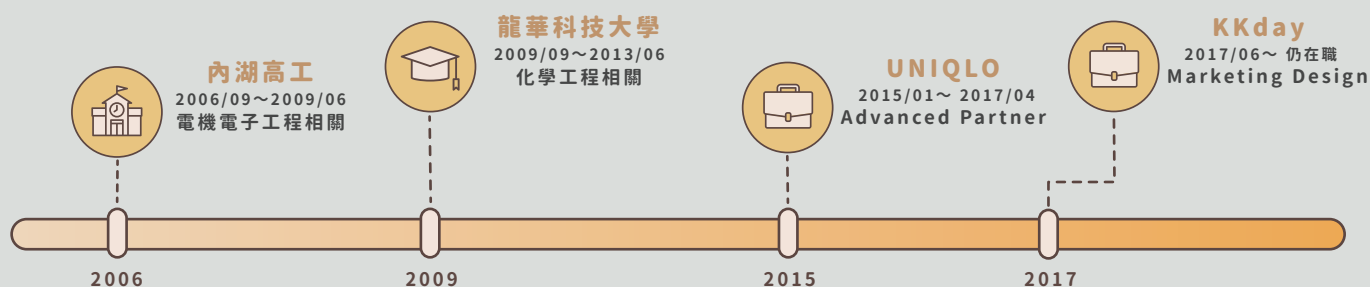 內湖高工
2006/09～2009/06
電機電子工程相關
龍華科技大學
2009/09～2013/06
化學工程相關
UNIQLO
2015/01～ 2017/04
Advanced Partner
KKday
2017/06～ 仍在職
Marketing Design
2006
2009
2015
2017